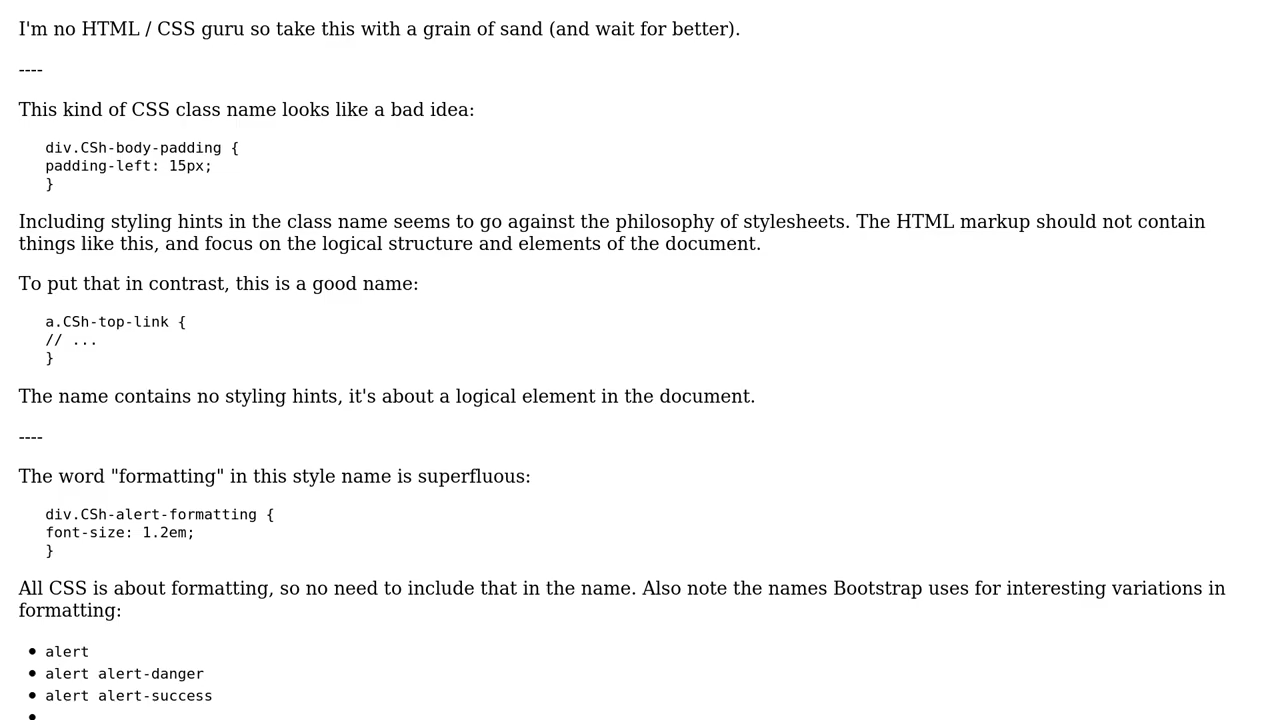 I'm no HTML / CSS guru so take this with a grain of sand (and wait for better).
----
This kind of CSS class name looks like a bad idea:
div.CSh-body-padding {
padding-left: 15px;
}
Including styling hints in the class name seems to go against the philosophy of stylesheets. The HTML markup should not contain
things like this, and focus on the logical structure and elements of the document.
To put that in contrast, this is a good name:
a.CSh-top-link {
// ...
}
The name contains no styling hints, it's about a logical element in the document.
----
The word "formatting" in this style name is superfluous:
div.CSh-alert-formatting {
font-size: 1.2em;
}
All CSS is about formatting, so no need to include that in the name. Also note the names Bootstrap uses for interesting variations in
formatting:
• alert
• alert alert-danger
• alert alert-success
•